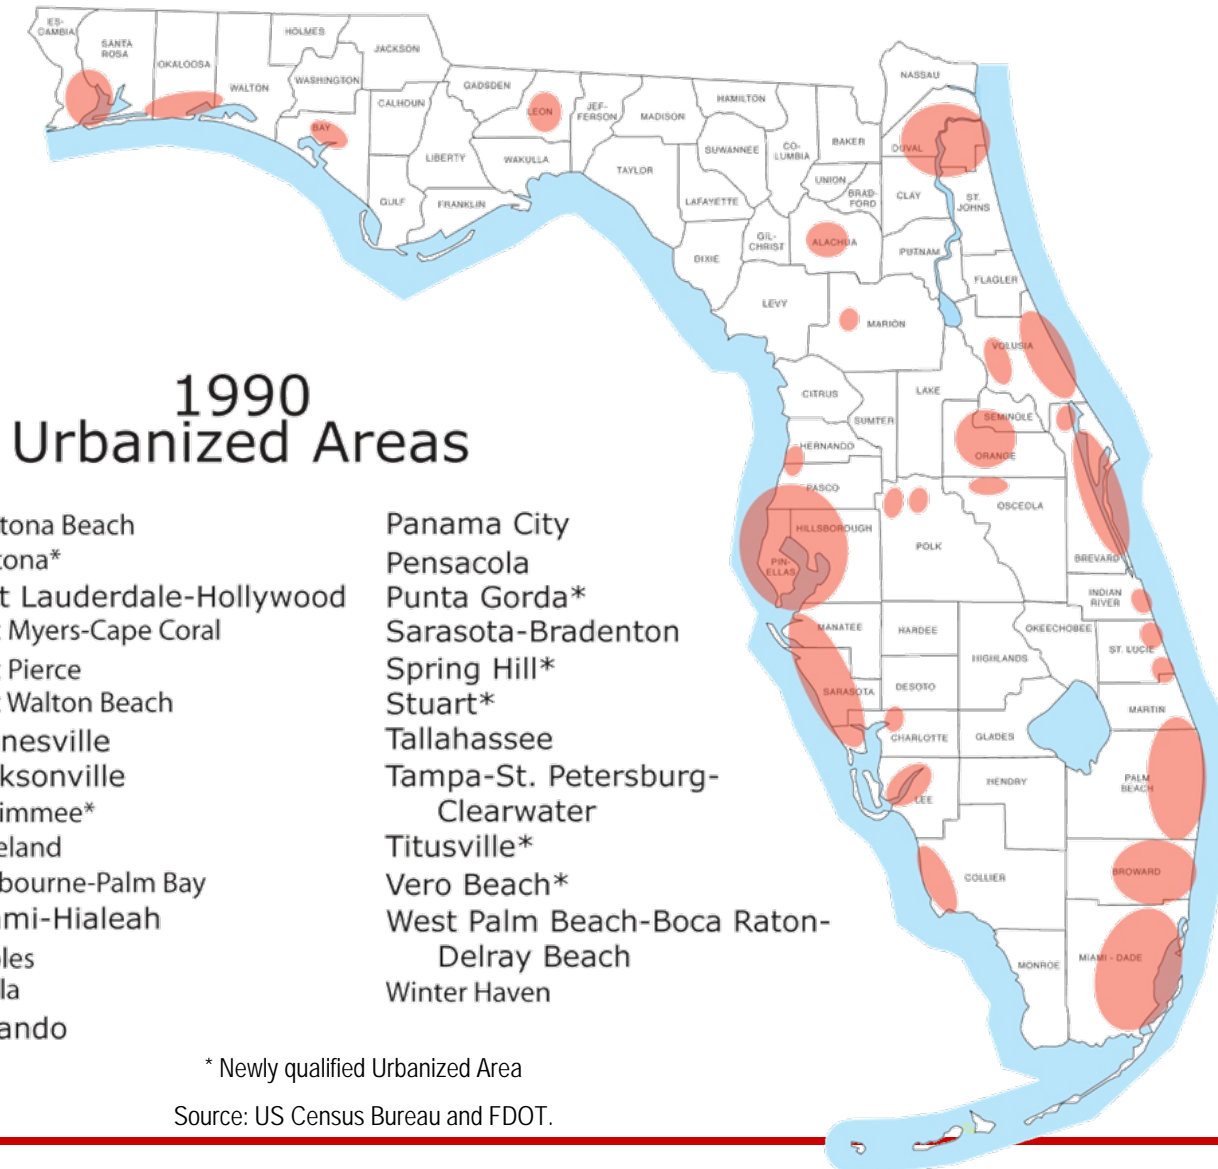 ES-
CAMBIA
SANTA
ROSA
OKALOOSA
WALTON
HOLMES
WASHINGTON
JACKSON
BAY
CALHOUN
GULF
GADSDEN
LIBERTY
FRANKLIN
LEON
WAKULLA
JEF-
FERSON
MADISON
TAYLOR
HAMILTON
SUWANNEE
LAFAYETTE
DIXIE
CO-
LUMBIA
GIL-
CHRIST
BAKER
UNION
BRAD-
FORD
ALACHUA
LEVY
NASSAU
DUVAL
CLAY
ST.
JOHNS
PUTNAM
FLAGLER
MARION
VOLUSIA
CITRUS
SUMTER
LAKE
SEMINOLE
ORANGE
HERNANDO
PASCO
HILLSBOROUGH
PIN-
ELLAS
POLK
OSCEOLA
BREVARD
INDIAN
RIVER
MANATEE
HARDEE
OKEECHOBEE
ST. LUCIE
HIGHLANDS
SARASOTA
DESOTO
MARTIN
CHARLOTTE
GLADES
LEE
HENDRY
PALM
BEACH
COLLIER
BROWARD
MONROE
MIAMI - DADE
1990
Urbanized Areas
tona Beach
tona*
t Lauderdale-Hollywood
t Myers-Cape Coral
t Pierce
t Walton Beach
nesville
ksonville
immee*
eland
bourne-Palm Bay
ami-Hialeah
les
la
ando
Panama City
Pensacola
Punta Gorda*
Sarasota-Bradenton
Spring Hill*
Stuart*
Tallahassee
Tampa-St. Petersburg-
Clearwater
Titusville*
Vero Beach*
West Palm Beach-Boca Raton-
Delray Beach
Winter Haven
* Newly qualified Urbanized Area
Source: US Census Bureau and FDOT.